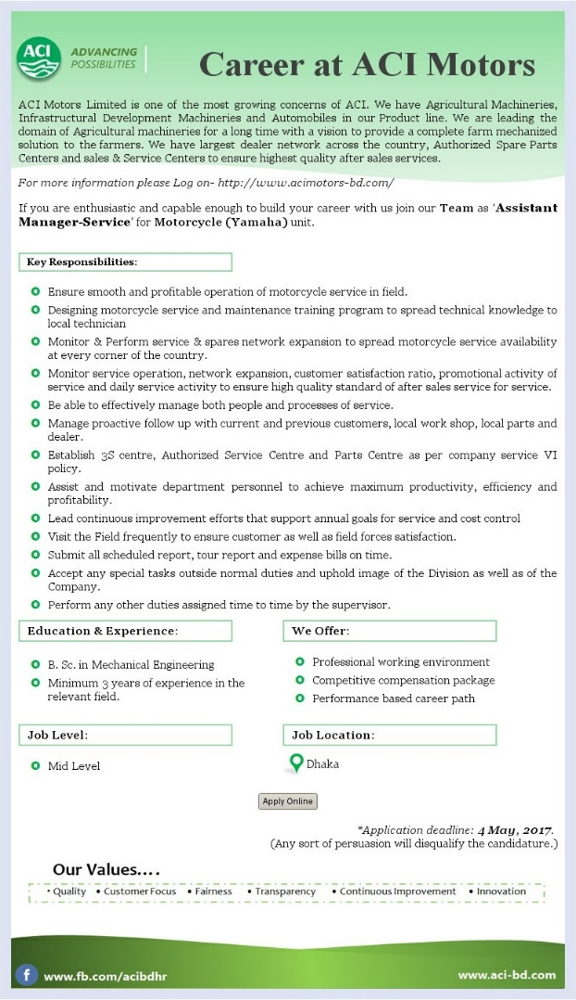 ACI
ADVANCING
POSSIBILITIES
Career at ACI Motors
ACI Motors Limited is one of the most growing concerns of ACI. We have Agricultural Machineries,
Infrastructural Development Machineries and Automobiles in our Product line. We are leading the
domain of Agricultural machineries for a long time with a vision to provide a complete farm mechanized
solution to the farmers. We have largest dealer network across the country, Authorized Spare Parts
Centers and sales & Service Centers to ensure highest quality after sales services.
For more information please Log on- http://www.acimotors-bd.com/
If you are enthusiastic and capable enough to build your career with us join our Team as 'Assistant
Manager-Service' for Motorcycle (Yamaha) unit.
Key Responsibilities:
Ensure smooth and profitable operation of motorcycle service in field.
Designing motorcycle service and maintenance training program to spread technical knowledge to
local technician
Monitor & Perform service & spares network expansion to spread motorcycle service availability
at every corner of the country.
Monitor service operation, network expansion, customer satisfaction ratio, promotional activity of
service and daily service activity to ensure high quality standard of after sales service for service.
Be able to effectively manage both people and processes of service.
Manage proactive follow up with current and previous customers, local work shop, local parts and
dealer.
Establish 3S centre, Authorized Service Centre and Parts Centre as per company service VI
policy.
Assist and motivate department personnel to achieve maximum productivity, efficiency and
profitability.
Lead continuous improvement efforts that support annual goals for service and cost control
Visit the Field frequently to ensure customer as well as field forces satisfaction.
Submit all scheduled report, tour report and expense bills on time.
Accept any special tasks outside normal duties and uphold image of the Division as well as of the
Company.
Perform any other duties assigned time to time by the supervisor.
Education & Experience:
B. Sc. in Mechanical Engineering
Minimum 3 years of experience in the
relevant field.
We Offer:
Professional working environment
Competitive compensation package
Performance based career path
Job Level:
Mid Level
Job Location:
Dhaka
Apply Online
*Application deadline: 4 May, 2017.
(Any sort of persuasion will disqualify the candidature.)
Our Values....
• Quality • Customer Focus • Fairness • Transparency • Continuous Improvement • Innovation
f www.fb.com/acibdhr
www.aci-bd.com